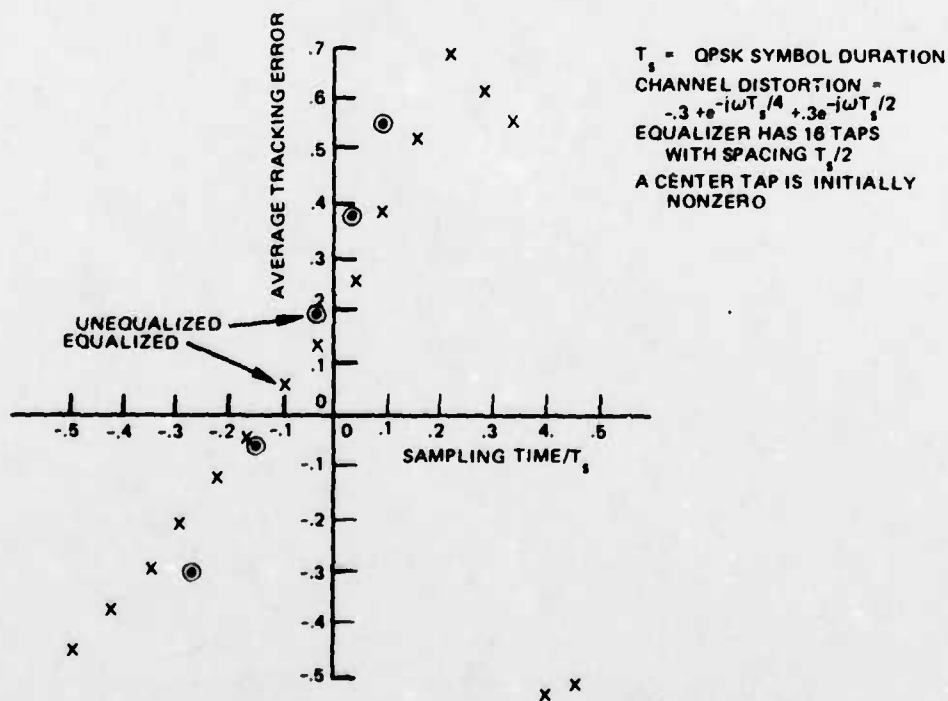 AVERAGE TRACKING ERROR
.7
.6
.5
.4
.3
.2
.1
0
-.1
-.2
-.3
-.4
-.5
-.5 -.4 -.3 -.2 -.1 0 .1 .2 .3 .4 .5
SAMPLING TIME/T_s
UNEQUALIZED
EQUALIZED
T_s = QPSK SYMBOL DURATION
CHANNEL DISTORTION =
-.3 +e^-jωT_s/4 +.3e^-jωT_s/2
EQUALIZER HAS 16 TAPS
WITH SPACING T_s/2
A CENTER TAP IS INITIALLY
NONZERO